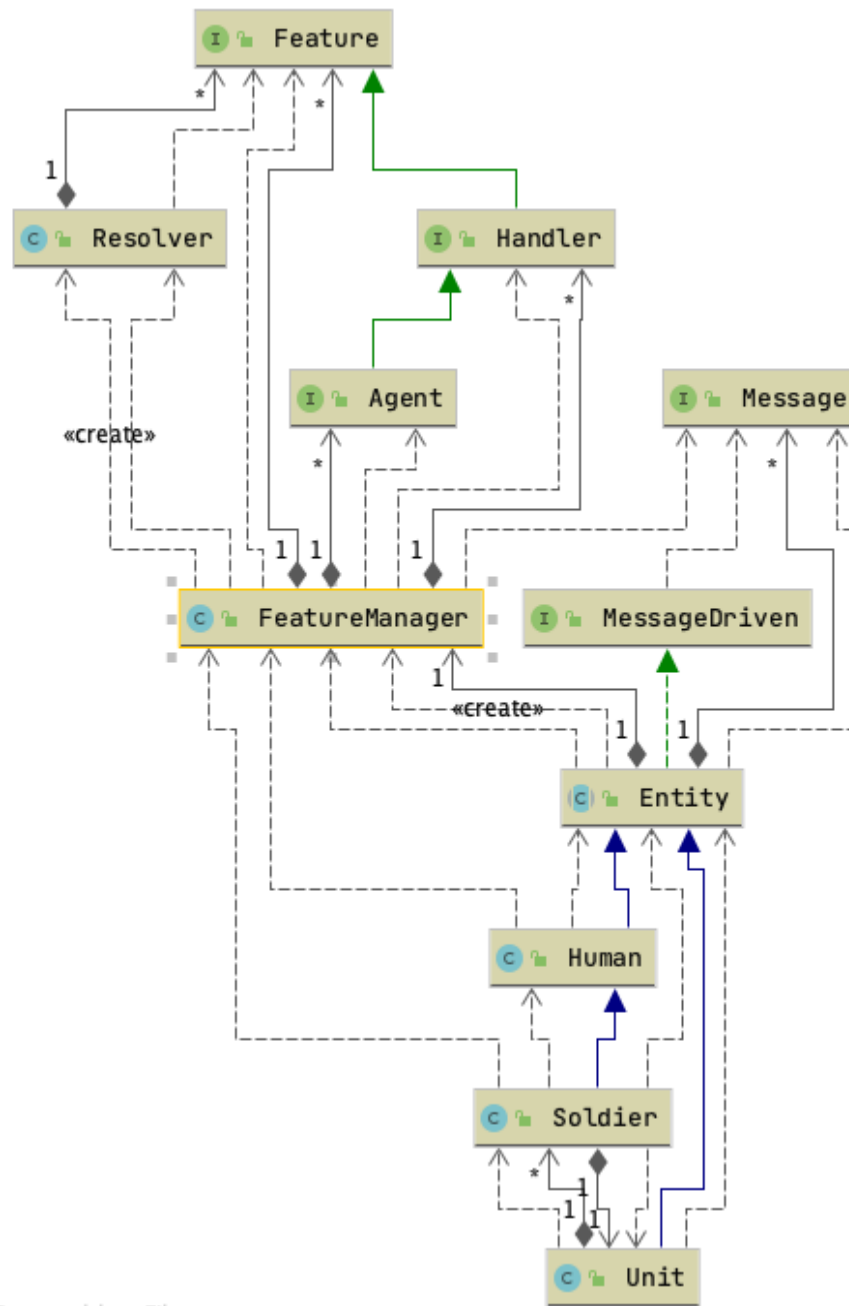 I Feature
*
*
1
C Resolver
I Handler
*
I Agent
I Message
«create»
*
*
1
1
1
C FeatureManager
I MessageDriven
1
«create»
1
1
C Entity
C Human
C Soldier
*
1
1
1
C Unit